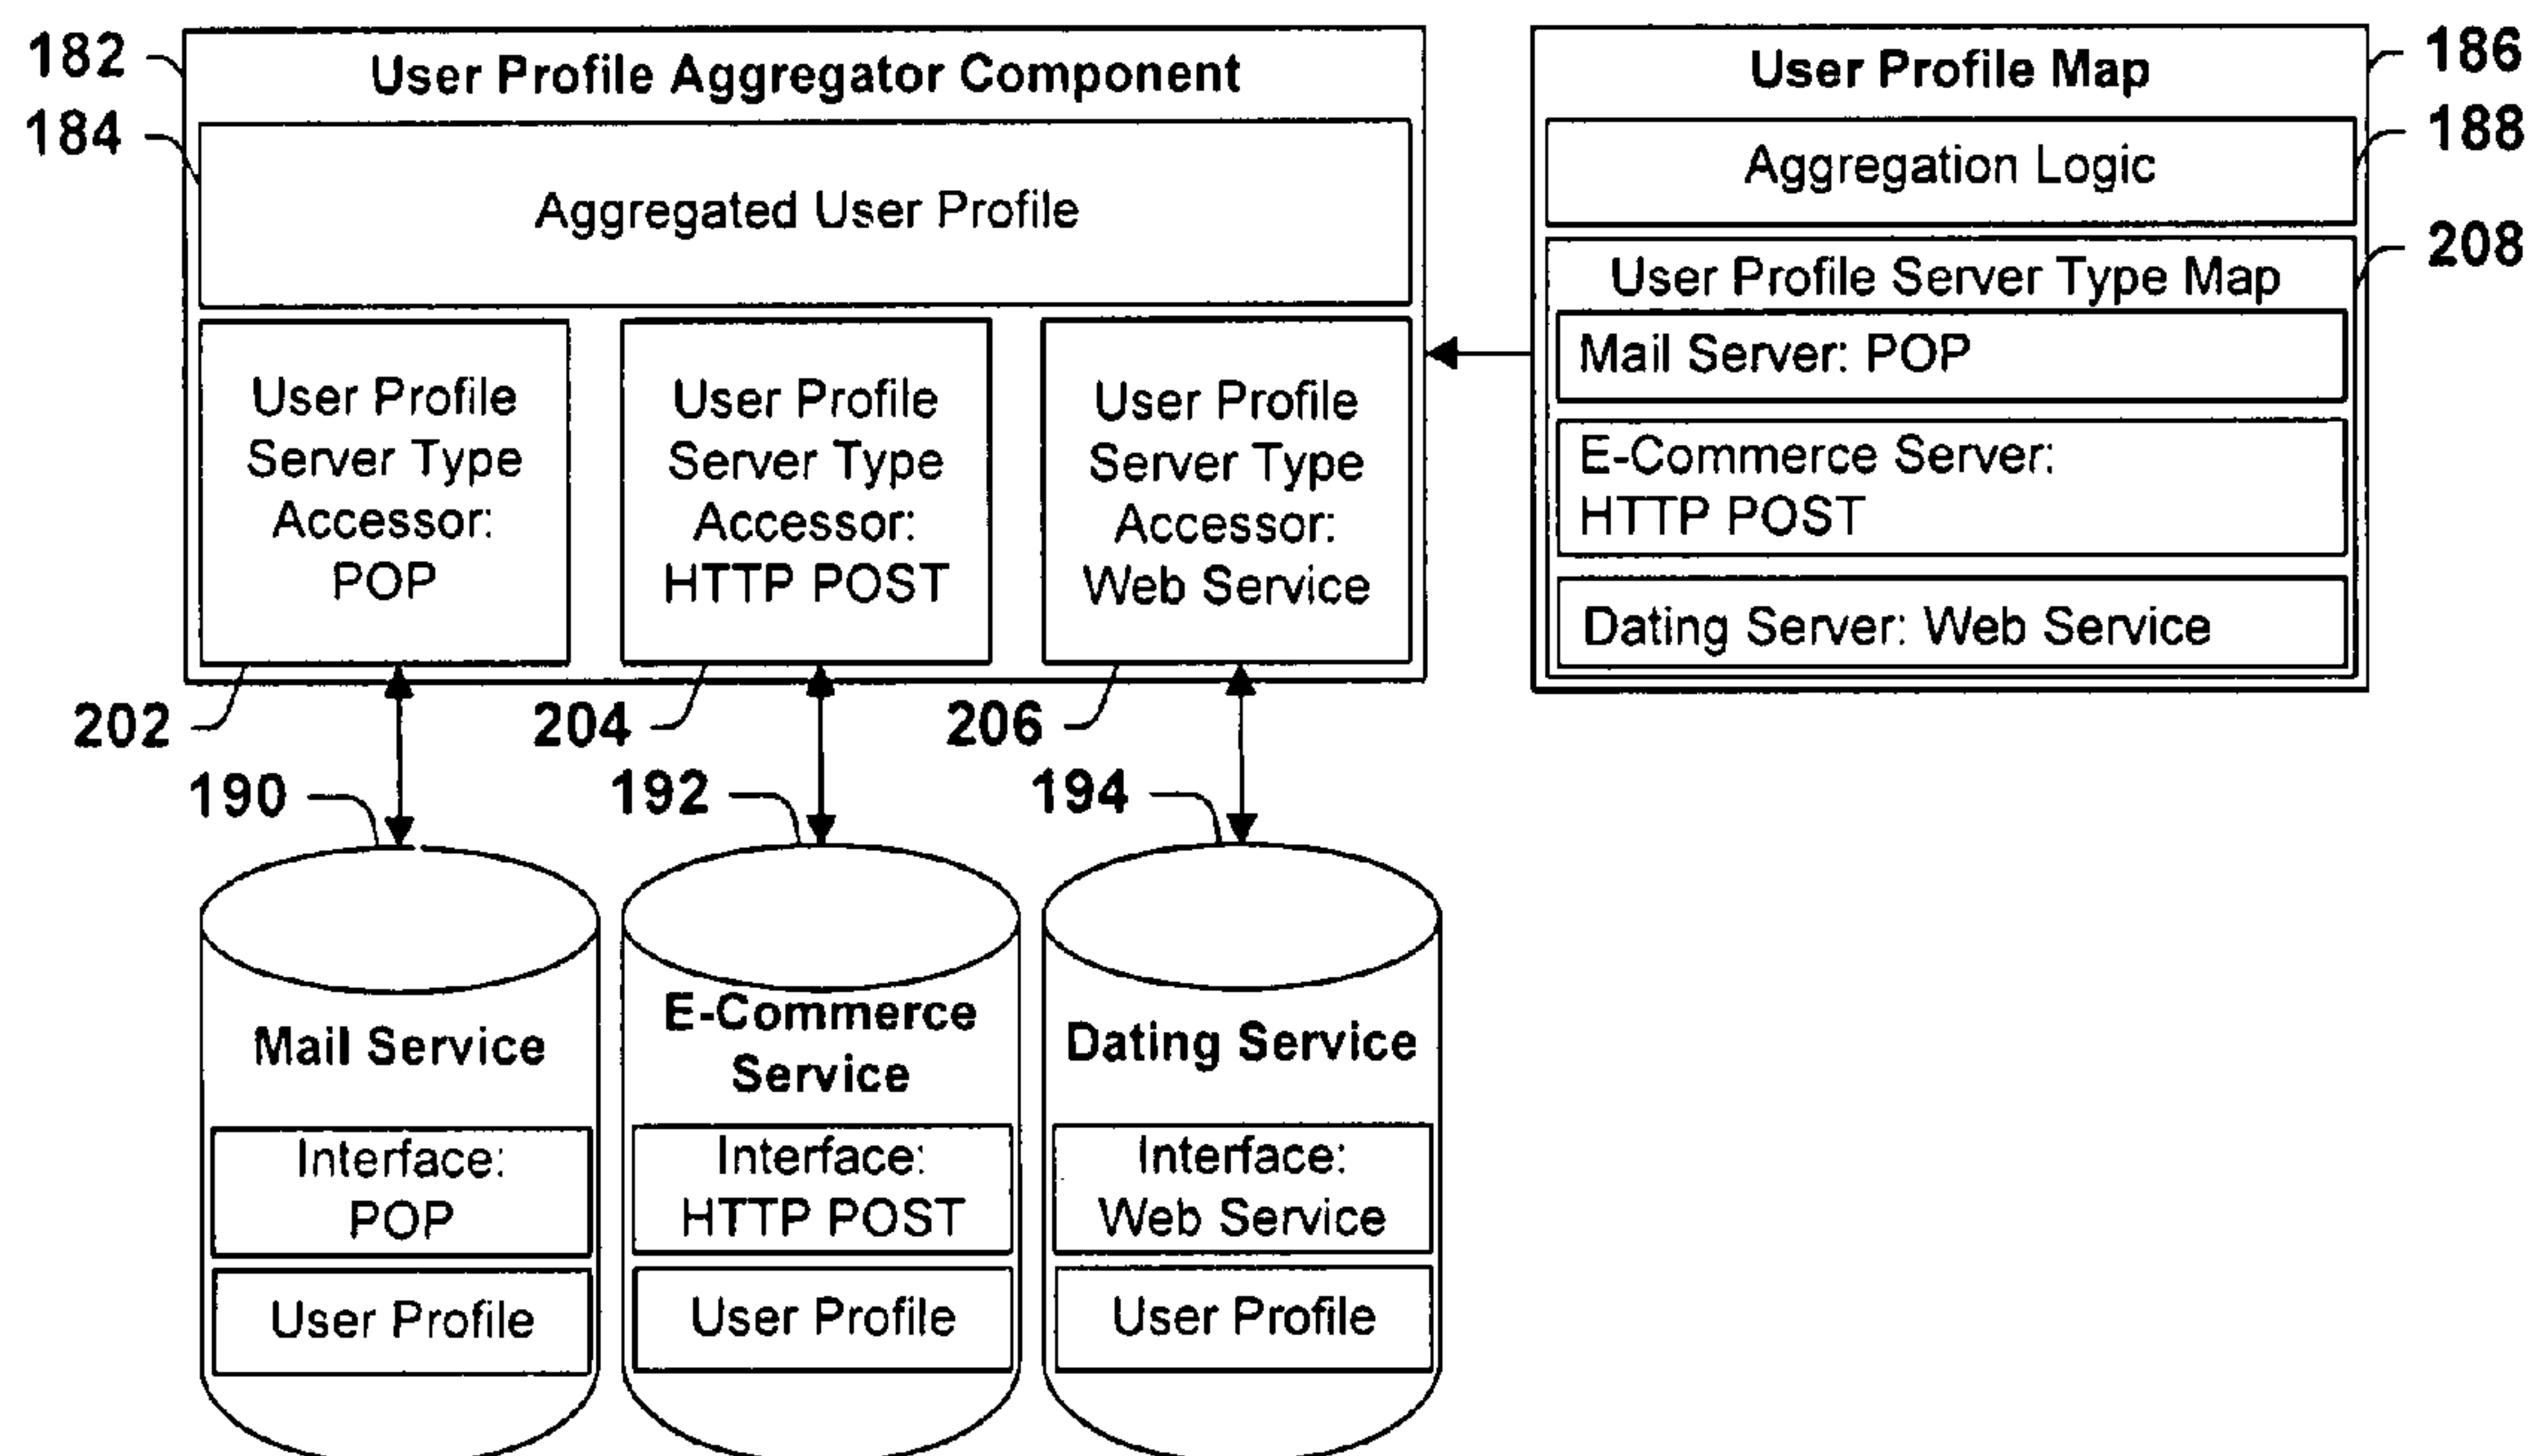 182
User Profile Aggregator Component
184
Aggregated User Profile
User Profile
Server Type
Accessor:
POP
User Profile
Server Type
Accessor:
HTTP POST
User Profile
Server Type
Accessor:
Web Service
202
204
206
186
User Profile Map
188
Aggregation Logic
208
User Profile Server Type Map
Mail Server: POP
E-Commerce Server:
HTTP POST
Dating Server: Web Service
190
192
194
Mail Service
Interface:
POP
User Profile
E-Commerce
Service
Interface:
HTTP POST
User Profile
Dating Service
Interface:
Web Service
User Profile